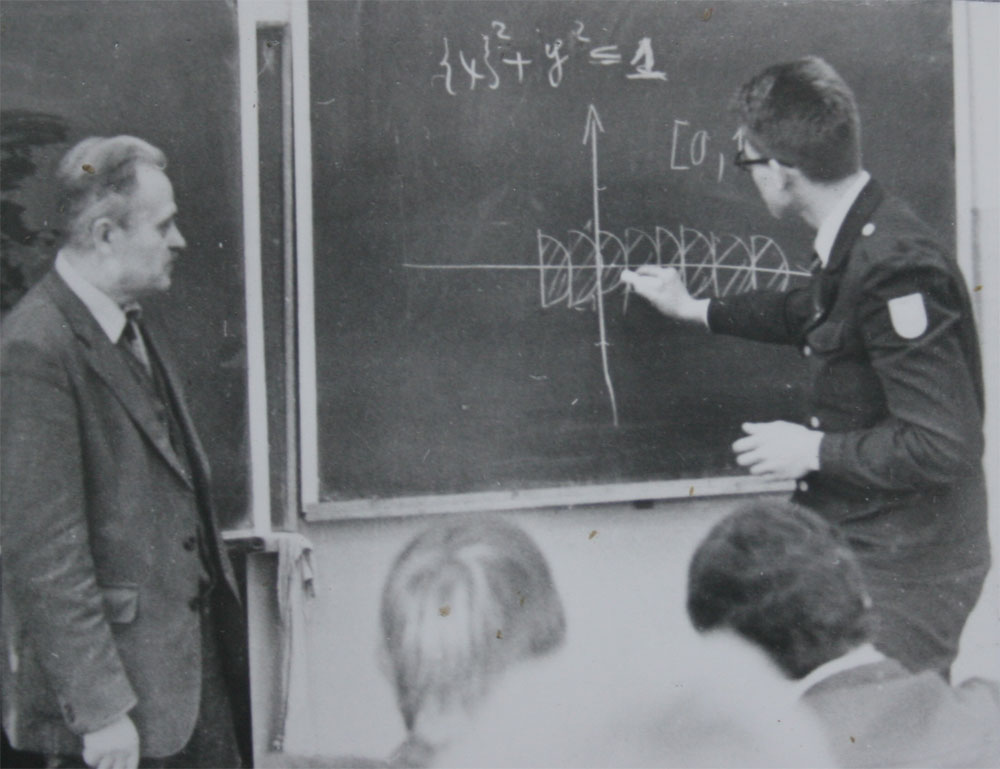 {x}² + y² ≤ 1
[0, 1